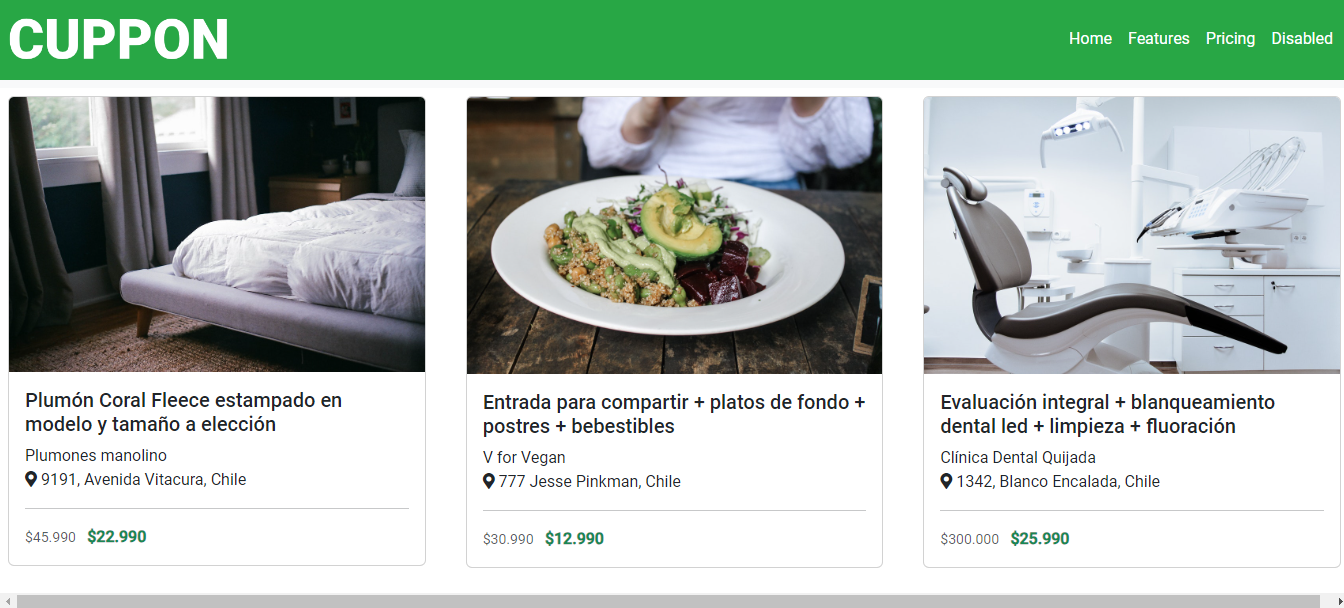 CUPPON
Home Features Pricing Disabled
Plumón Coral Fleece estampado en
modelo y tamaño a elección
Plumones manolino
9191, Avenida Vitacura, Chile
$45.990 $22.990
Entrada para compartir + platos de fondo +
postres + bebestibles
V for Vegan
777 Jesse Pinkman, Chile
$30.990 $12.990
Evaluación integral + blanqueamiento
dental led + limpieza + fluoración
Clínica Dental Quijada
1342, Blanco Encalada, Chile
$300.000 $25.990